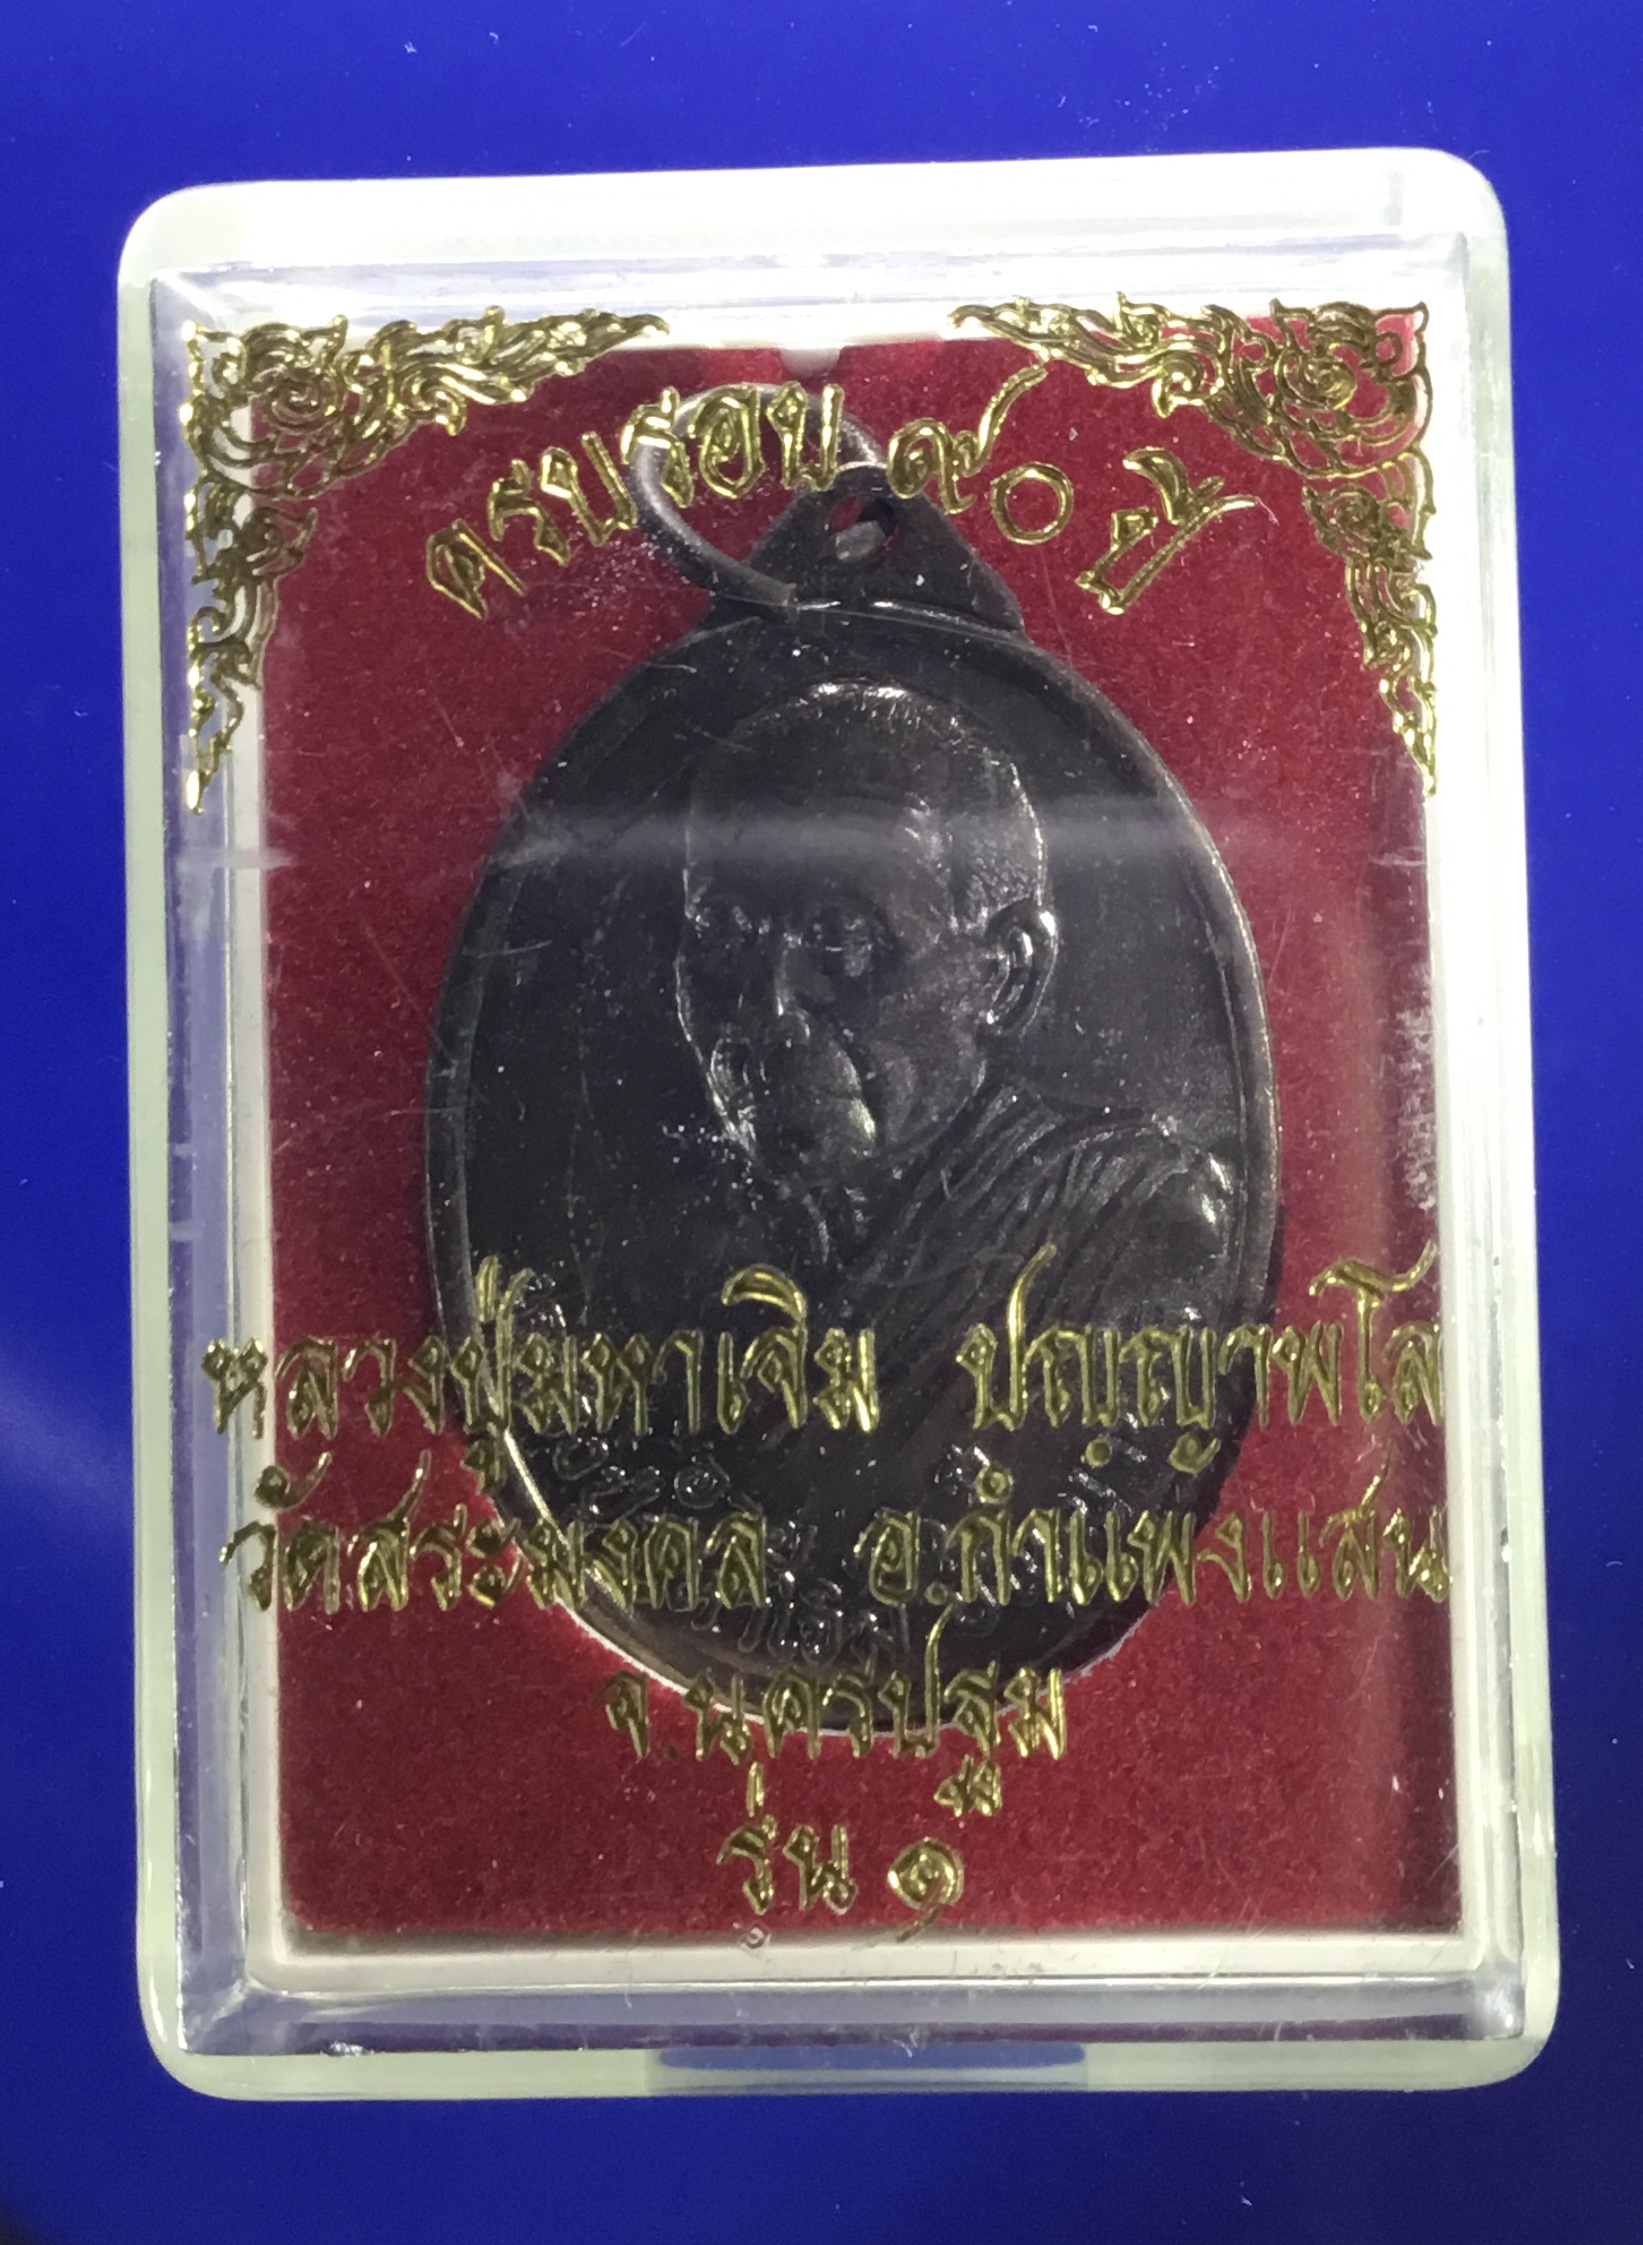 ครบรอบ ๙๐ ปี
หลวงปู่มหาเจิม ปญฺญาพโล
วัดสระมงคล อ.กำแพงแสน
จ.นครปฐม
รุ่น ๑